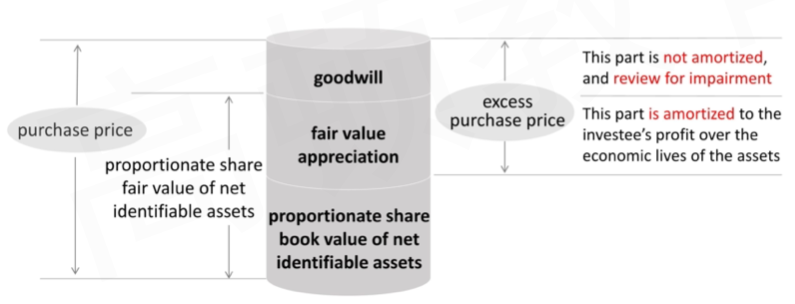 purchase price
proportionate share
fair value of net
identifiable assets
goodwill
fair value
appreciation
proportionate share
book value of net
identifiable assets
excess
purchase price
This part is not amortized,
and review for impairment
This part is amortized to the
investee's profit over the
economic lives of the assets